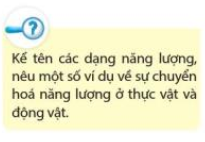 Kể tên các dạng năng lượng,
nêu một số ví dụ về sự chuyển
hoá năng lượng ở thực vật và
động vật.